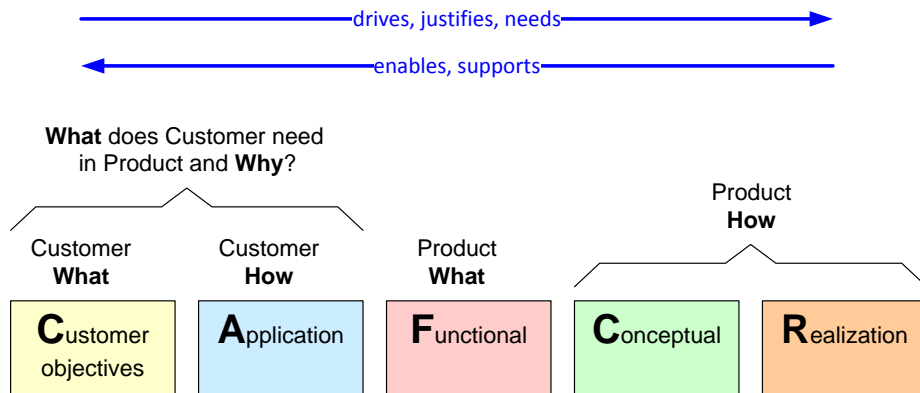 drives, justifies, needs
enables, supports
What does Customer need
in Product and Why?
Product
How
Customer
What
Customer
How
Product
What
Customer
objectives
Application
Functional
Conceptual
Realization